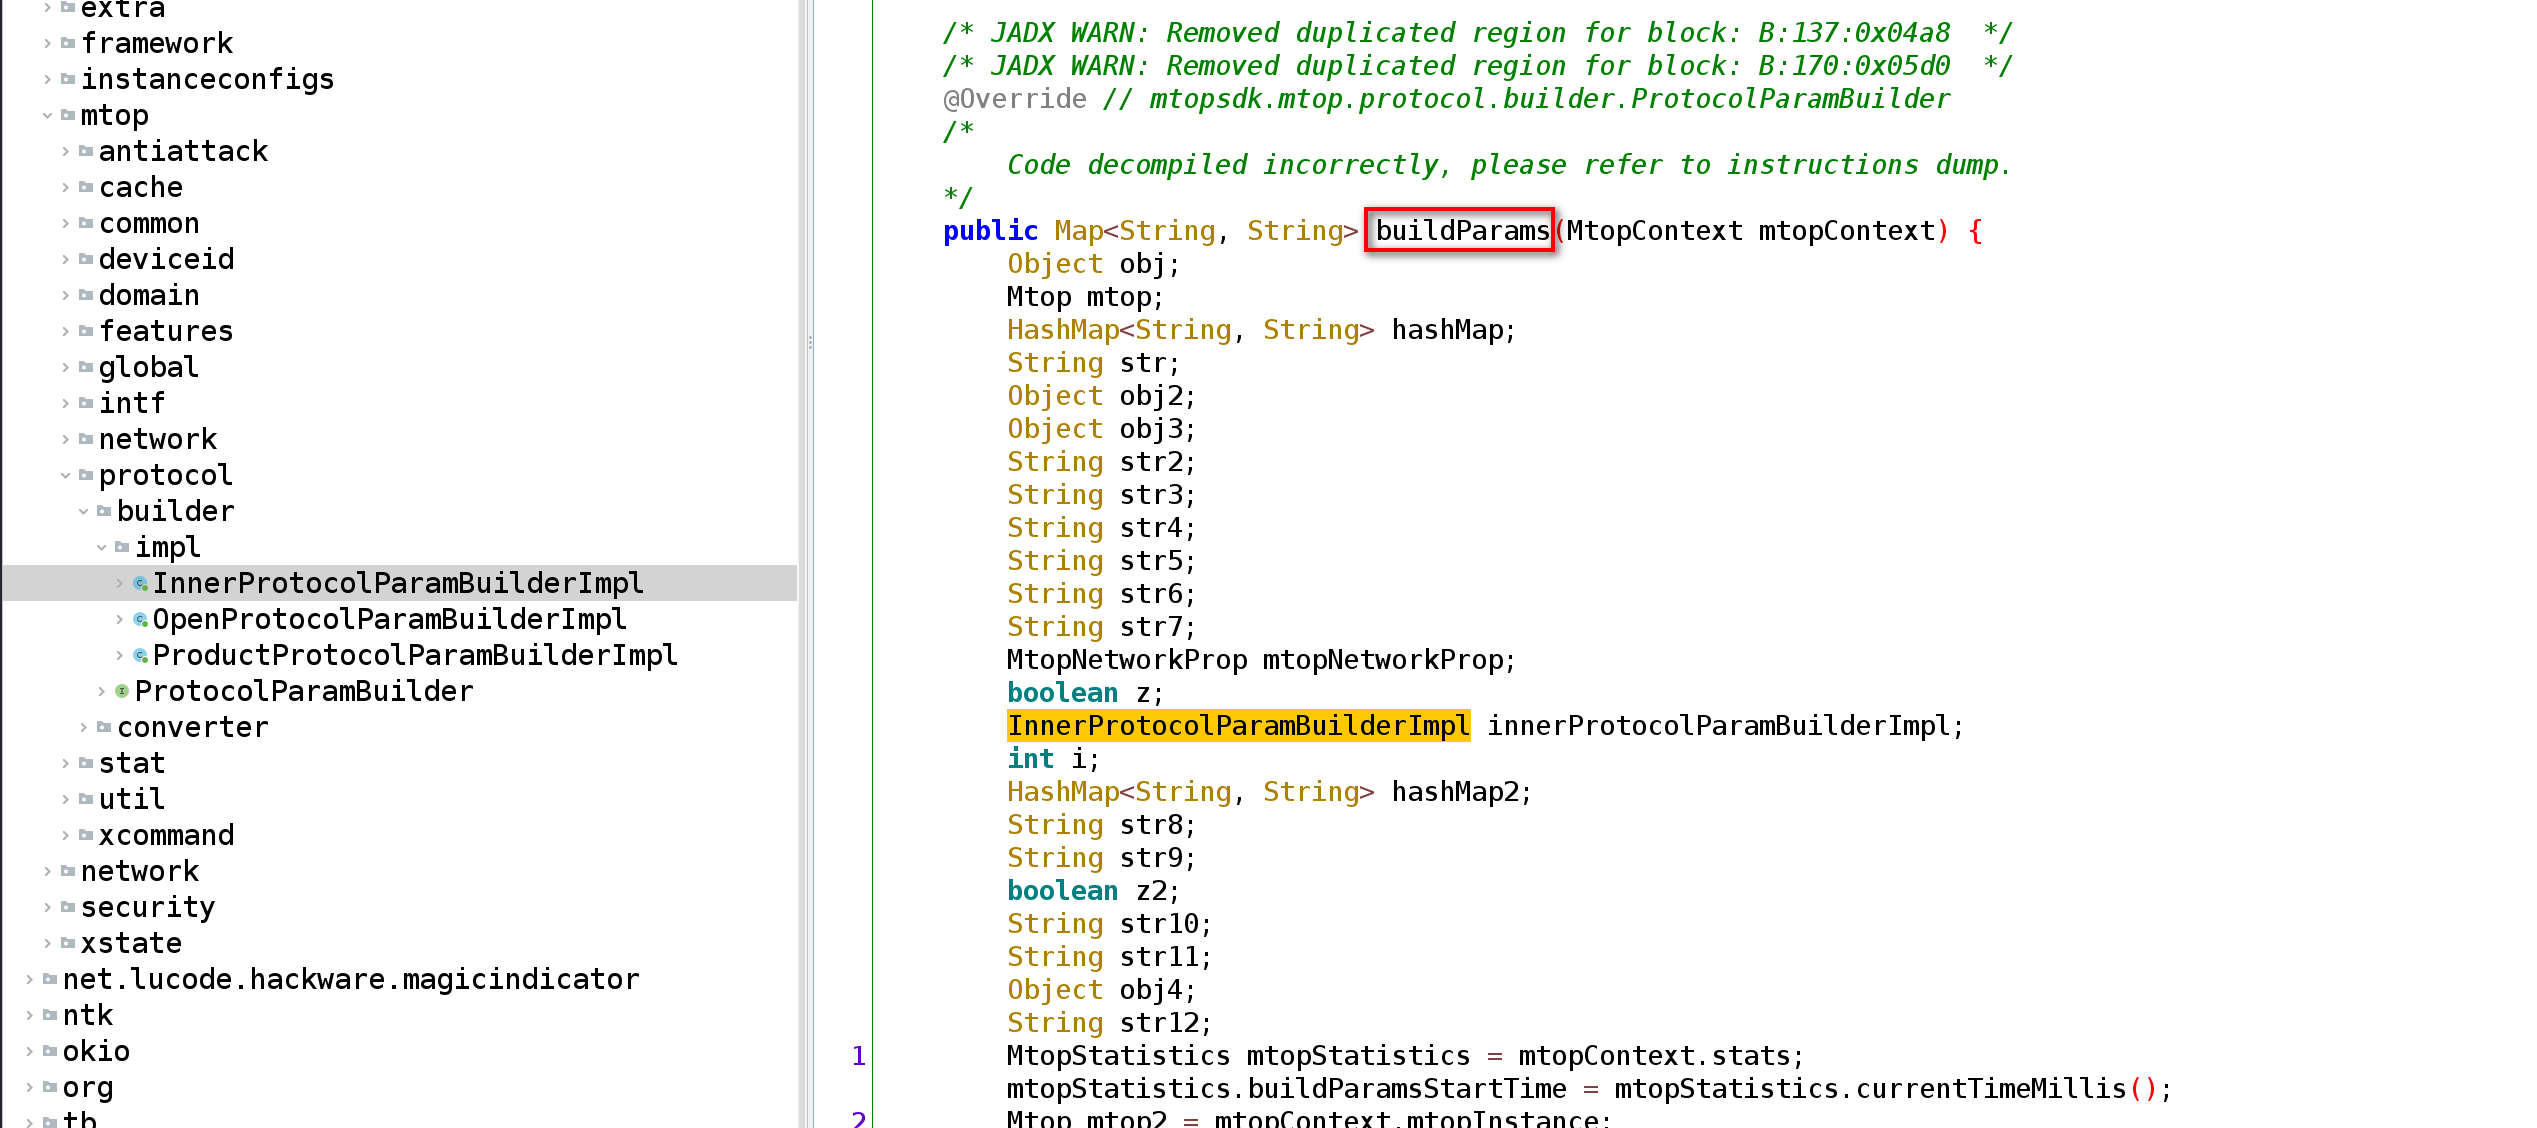 extra
framework
instanceconfigs
mtop
antiattack
cache
common
deviceid
domain
features
global
intf
network
protocol
builder
impl
InnerProtocolParamBuilderImpl
OpenProtocolParamBuilderImpl
ProductProtocolParamBuilderImpl
ProtocolParamBuilder
converter
stat
util
xcommand
network
security
xstate
net.lucode.hackware.magicindicator
ntk
okio
org
tb
/* JADX WARN: Removed duplicated region for block: B:137:0x04a8  */
/* JADX WARN: Removed duplicated region for block: B:170:0x05d0  */
@Override // mtopsdk.mtop.protocol.builder.ProtocolParamBuilder
/*
Code decompiled incorrectly, please refer to instructions dump.
*/
public Map<String, String> buildParams(MtopContext mtopContext) {
Object obj;
Mtop mtop;
HashMap<String, String> hashMap;
String str;
Object obj2;
Object obj3;
String str2;
String str3;
String str4;
String str5;
String str6;
String str7;
MtopNetworkProp mtopNetworkProp;
boolean z;
InnerProtocolParamBuilderImpl innerProtocolParamBuilderImpl;
int i;
HashMap<String, String> hashMap2;
String str8;
String str9;
boolean z2;
String str10;
String str11;
Object obj4;
String str12;
1 MtopStatistics mtopStatistics = mtopContext.stats;
mtopStatistics.buildParamsStartTime = mtopStatistics.currentTimeMillis();
2 Mtop mtop2 = mtopContext.mtopInstance;